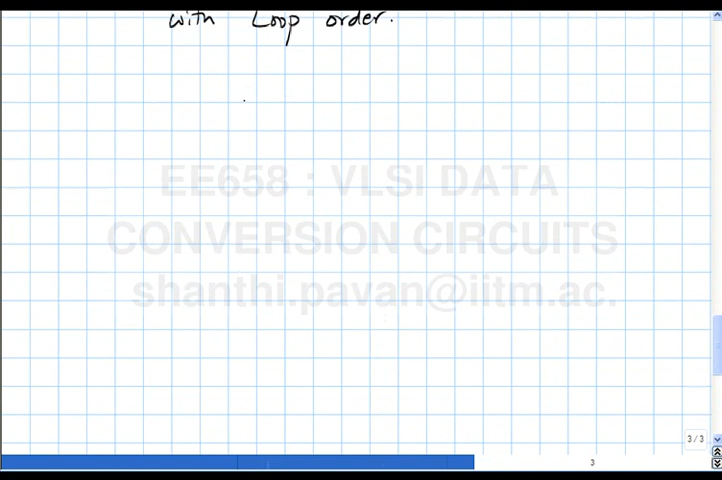 with Loop order.
EE658 : VLSI DATA
CONVERSION CIRCUITS
shanthi.pavan@iitm.ac.
3 / 3
3